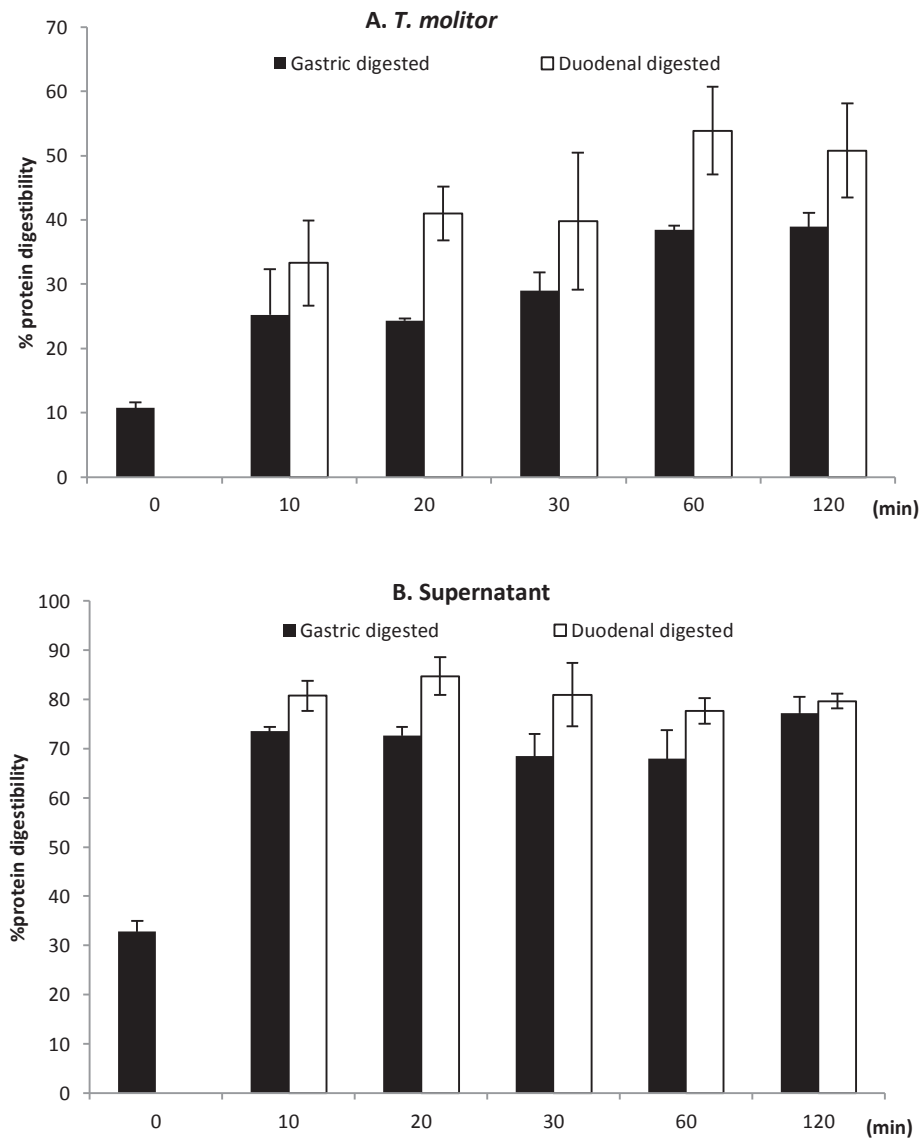 A. T. molitor
Gastric digested Duodenal digested
% protein digestibility
70
60
50
40
30
20
10
0
0 10 20 30 60 120 (min)
B. Supernatant
Gastric digested Duodenal digested
%protein digestibility
100
90
80
70
60
50
40
30
20
10
0
0 10 20 30 60 120 (min)